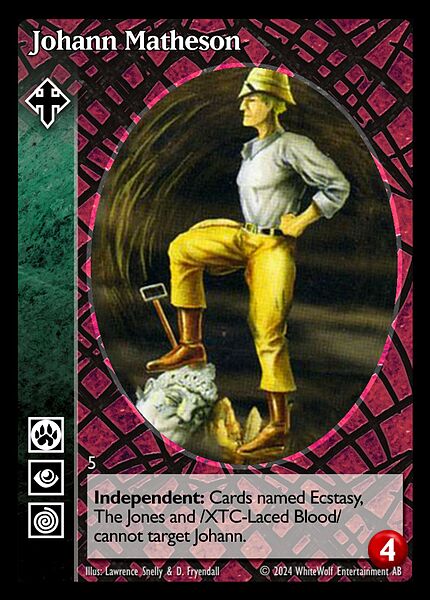 Johann Matheson
5
Independent: Cards named Ecstasy,
The Jones and /XTC-Laced Blood/
cannot target Johann.
4
Illus: Lawrence Snelly & D. Fryendall
© 2024 WhiteWolf Entertainment AB